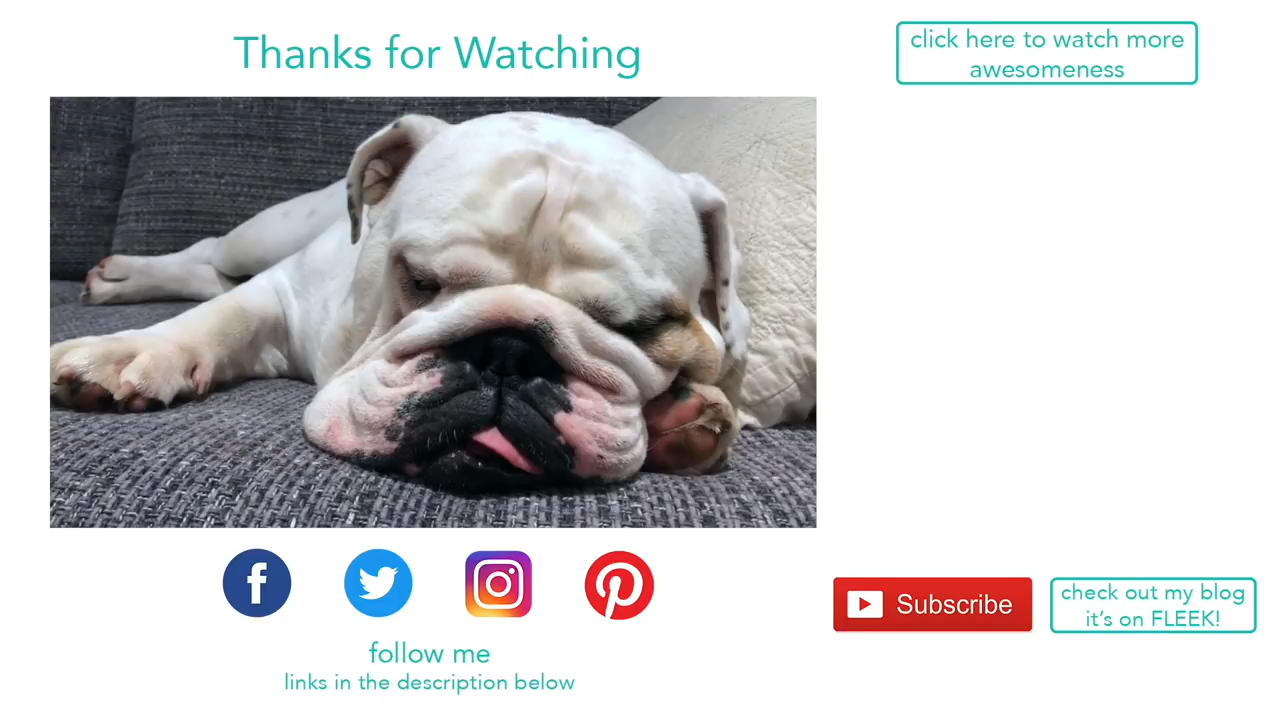 Thanks for Watching
click here to watch more
awesomeness
Subscribe
check out my blog
it's on FLEEK!
follow me
links in the description below